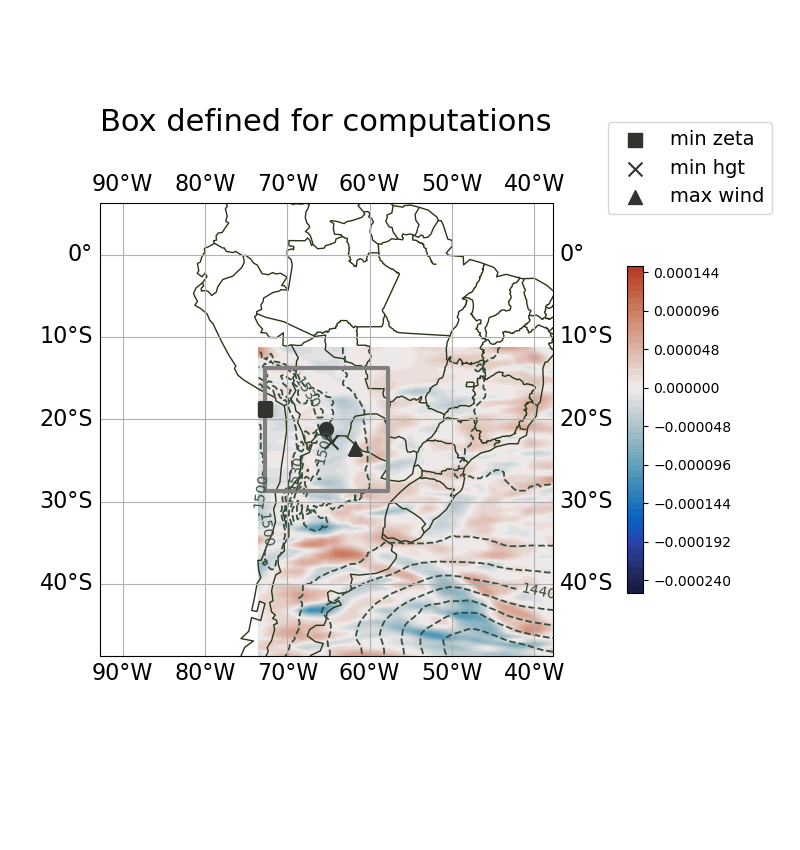 Box defined for computations
min zeta
min hgt
max wind
90°W 80°W 70°W 60°W 50°W 40°W
0° 0°
10°S 10°S
20°S 20°S
30°S 30°S
40°S 40°S
90°W 80°W 70°W 60°W 50°W 40°W
1530
1530
1500
1500
1500
1440
0.000144
0.000096
0.000048
0.000000
−0.000048
−0.000096
−0.000144
−0.000192
−0.000240